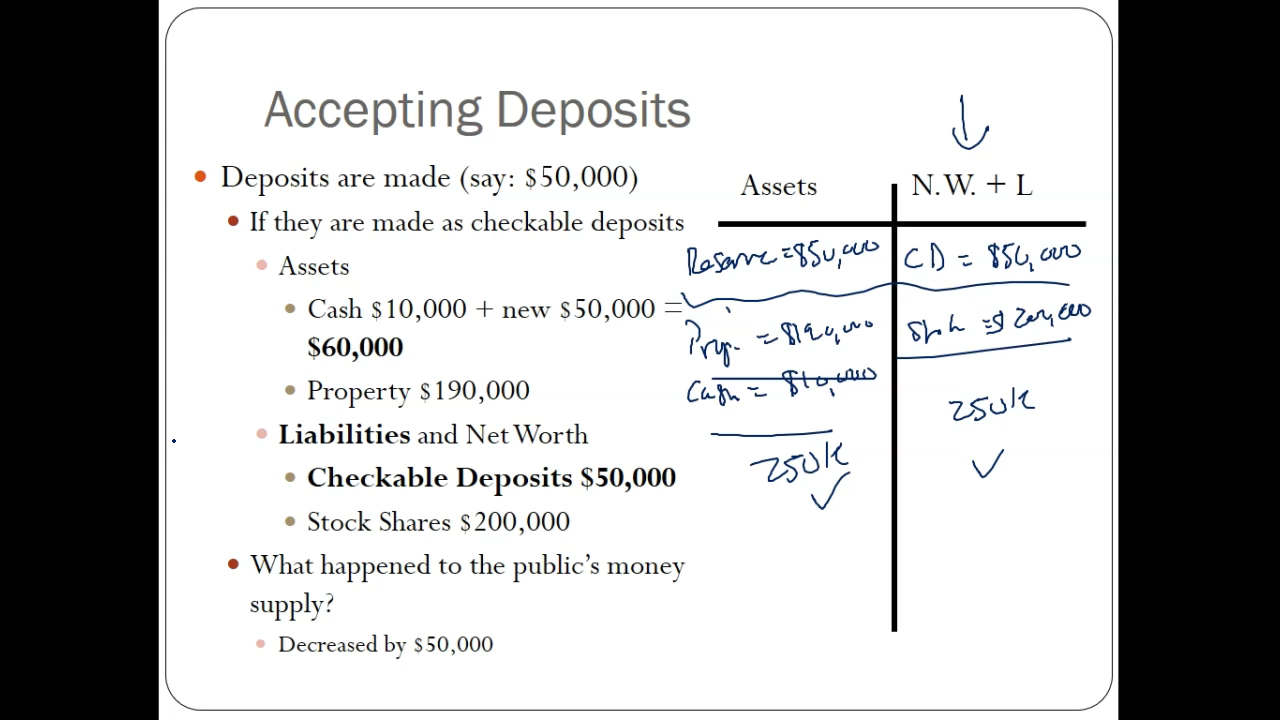 Accepting Deposits
Deposits are made (say: $50,000)
If they are made as checkable deposits
Assets
Cash $10,000 + new $50,000 =
$60,000
Property $190,000
Liabilities and Net Worth
Checkable Deposits $50,000
Stock Shares $200,000
What happened to the public's money
supply?
Decreased by $50,000
Assets N.W. + L
Reserve = $50,000 CD = $50,000
Prop. = $190,000 = $200,000
Cash = $10,000
250k
250k